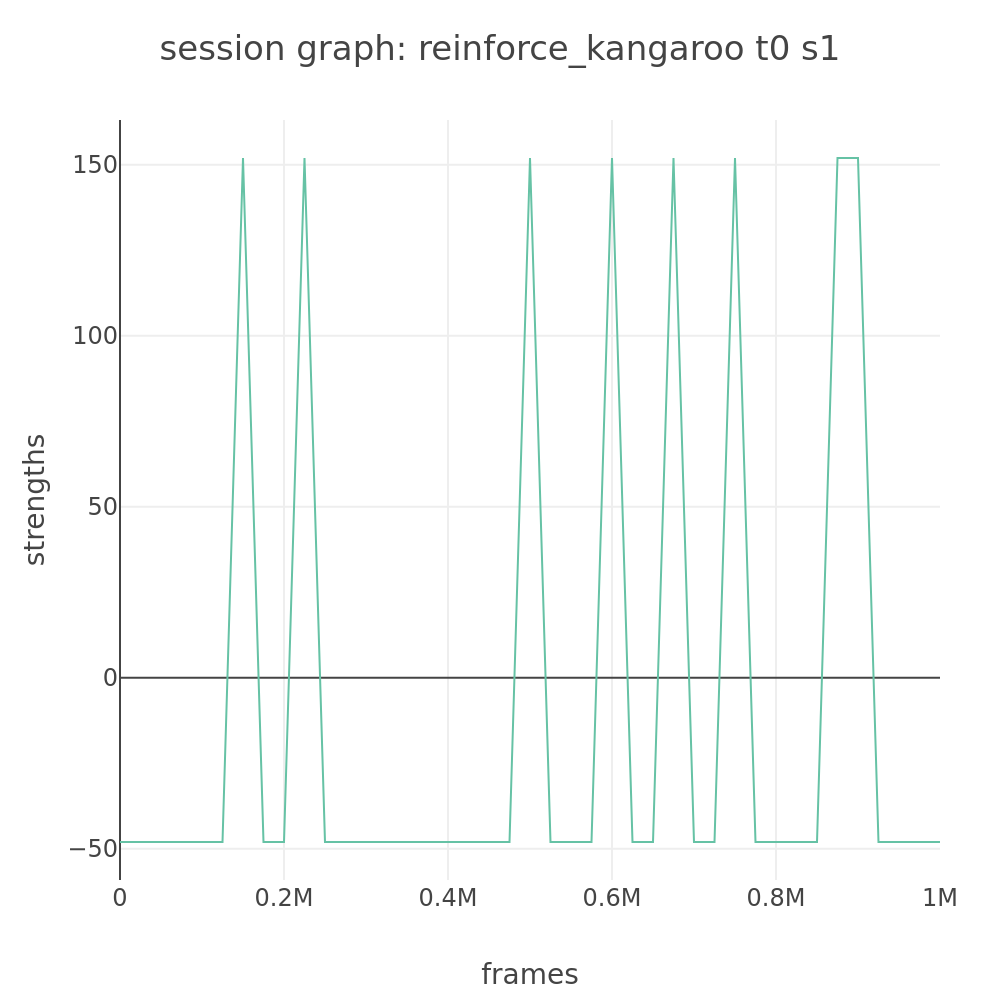 session graph: reinforce_kangaroo t0 s1
150
100
50
0
−50
strengths
0
0.2M
0.4M
0.6M
0.8M
1M
frames